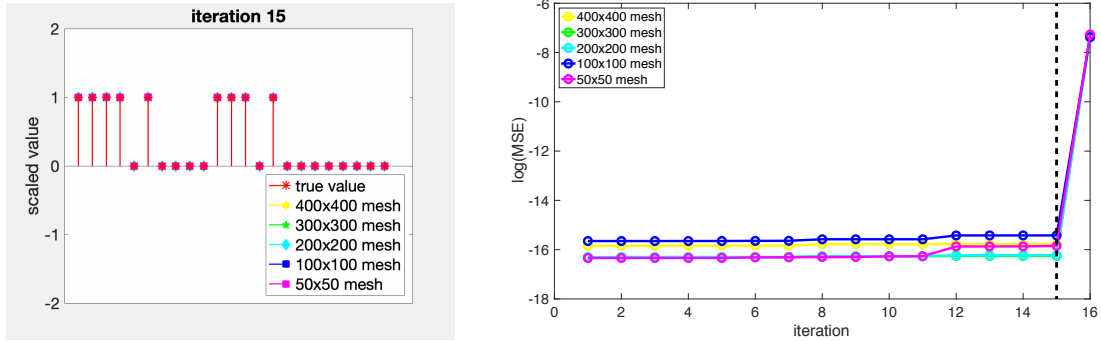 iteration 15
2
1
0
-1
-2
scaled value
true value
400x400 mesh
300x300 mesh
200x200 mesh
100x100 mesh
50x50 mesh
-6
-8
-10
-12
-14
-16
-18
log(MSE)
400x400 mesh
300x300 mesh
200x200 mesh
100x100 mesh
50x50 mesh
0 2 4 6 8 10 12 14 16
iteration